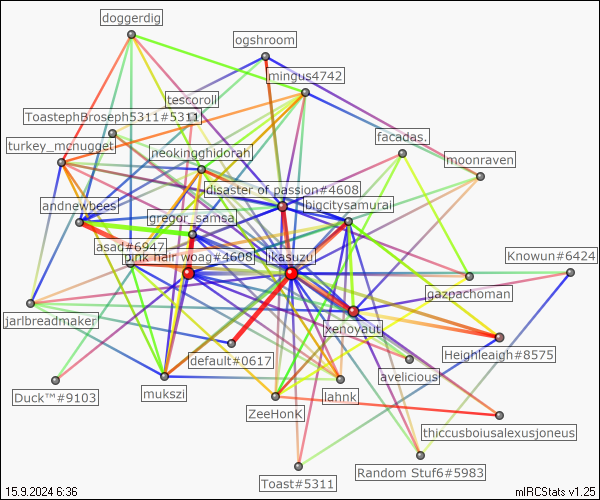 doggerdig
ogshroom
mingus4742
tescoroll
ToastephBroseph5311#5311
facadas.
turkey_mcnugget
neokingghidorah
moonraven
disaster of passion#4608
andnewbees
bigcitysamurai
gregor_samsa
asad#6947
pink hair woag#4608
jkasuzu
Knowun#6424
gazpachoman
jarlbreadmaker
xenoyaut
Heighleaigh#8575
default#0617
avelicious
Duck™#9103
mukszi
lahnk
ZeeHonK
thiccusboiusalexusjoneus
Random Stuf6#5983
Toast#5311
15.9.2024 6:36
mIRCStats v1.25